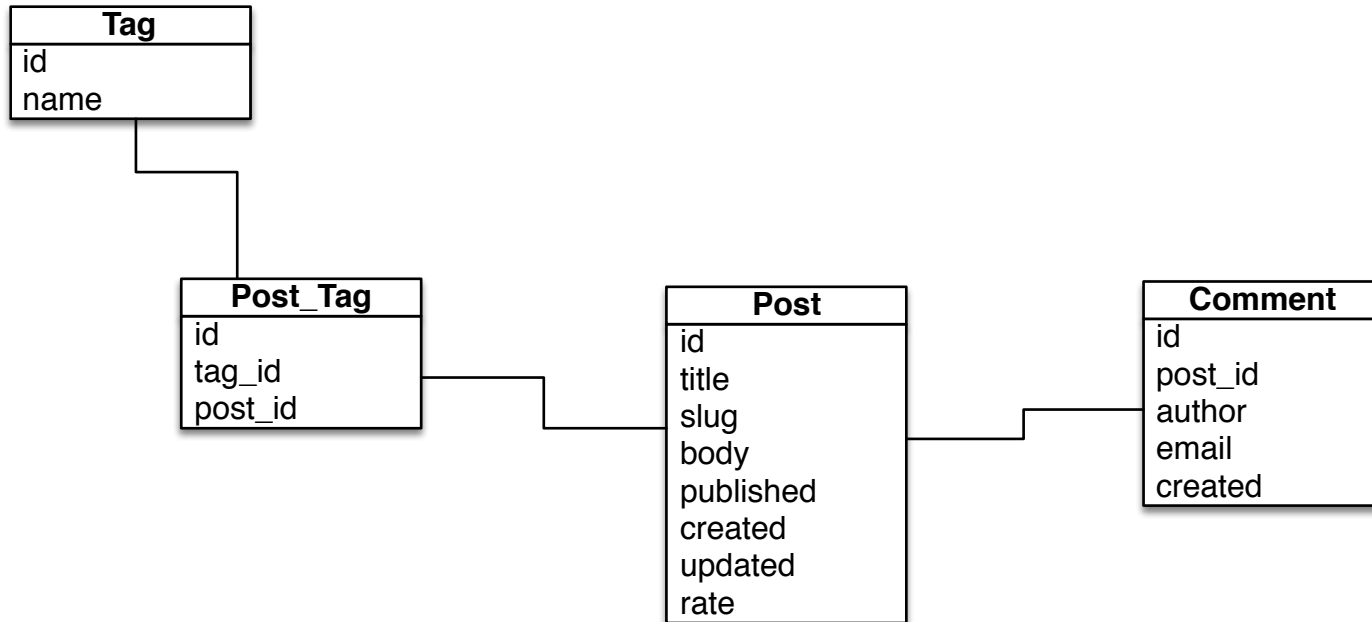 Tag
id
name
Post_Tag
id
tag_id
post_id
Post
id
title
slug
body
published
created
updated
rate
Comment
id
post_id
author
email
created